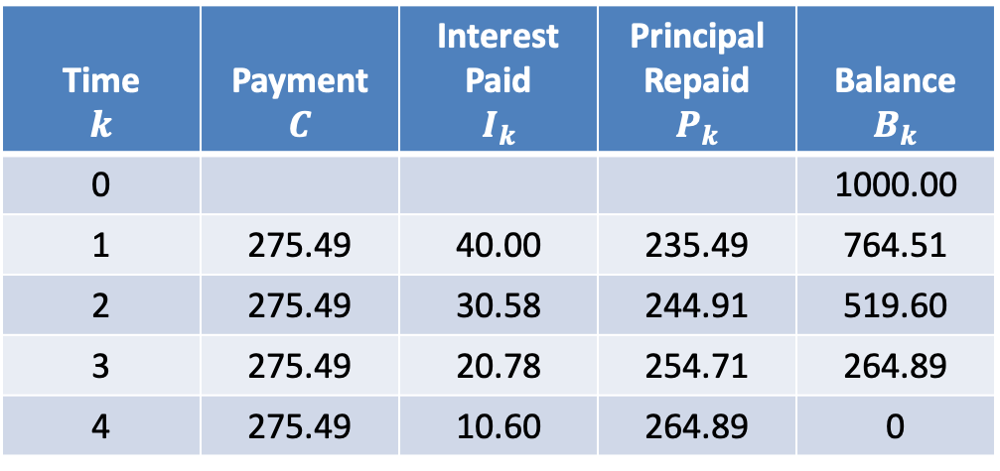 Time k Payment C Interest Paid I_k Principal Repaid P_k Balance B_k
0 1000.00
1 275.49 40.00 235.49 764.51
2 275.49 30.58 244.91 519.60
3 275.49 20.78 254.71 264.89
4 275.49 10.60 264.89 0